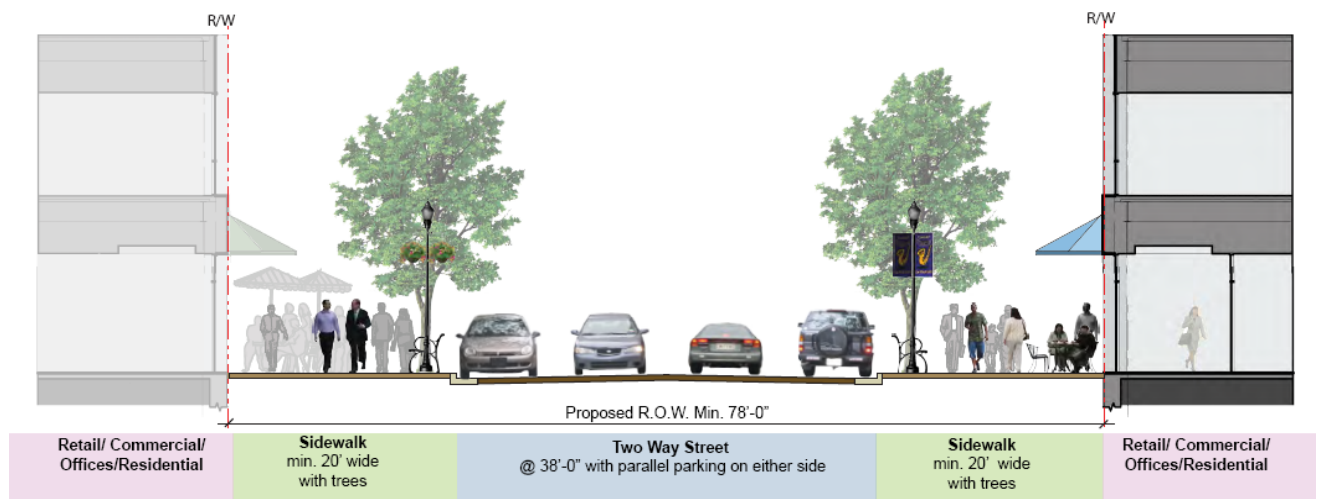 R/W
R/W
Proposed R.O.W. Min. 78'-0"
Retail/ Commercial/
Offices/Residential
Sidewalk
min. 20' wide
with trees
Two Way Street
@ 38'-0" with parallel parking on either side
Sidewalk
min. 20' wide
with trees
Retail/ Commercial/
Offices/Residential